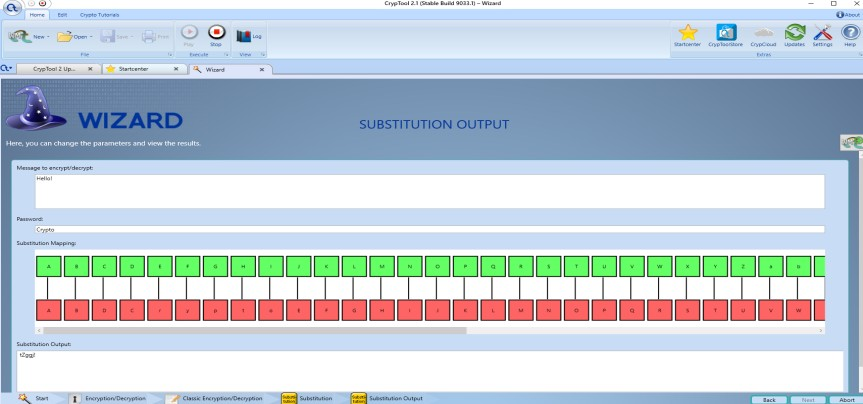 CrypTool 2.1 (Stable Build 9033.1) – Wizard
Home Edit Crypto Tutorials About
New Open Save Print Play Stop Log Startcenter CrypToolStore CrypCloud Updates Settings Help
File Execute View Extras
CrypTool 2 Up... Startcenter Wizard
WIZARD
SUBSTITUTION OUTPUT
Here, you can change the parameters and view the results.
Message to encrypt/decrypt:
Hello!
Password:
Crypto
Substitution Mapping:
A B C D E F G H I J K L M N O P Q R S T U V W X Y Z a b
A B D C r y p t o E F G H I J K L M N O P Q R S T U V W
Substitution Output:
Start Encryption/Decryption Classic Encryption/Decryption Substitution Substitution Output Back Next Abort